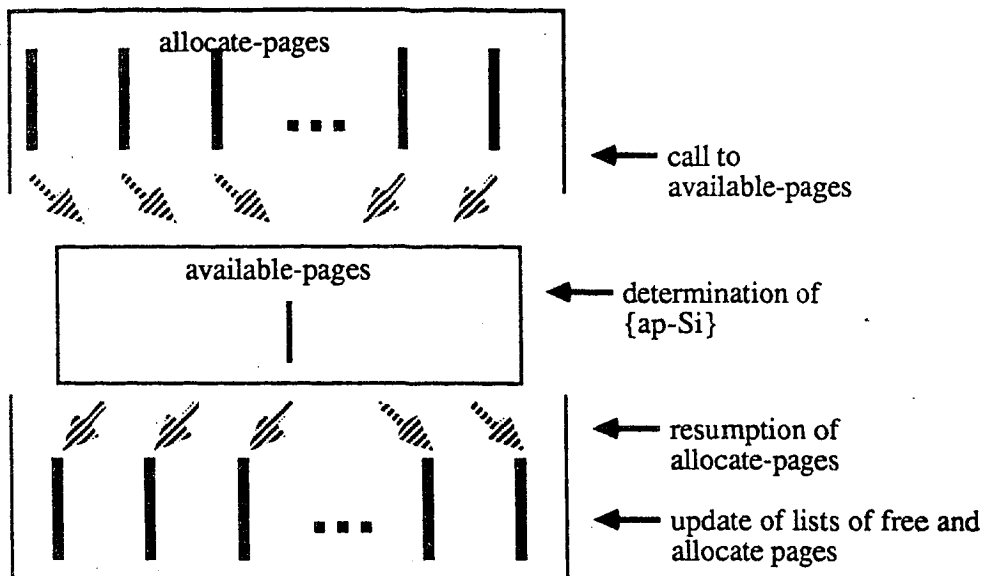 allocate-pages
call to
available-pages
available-pages
determination of
{ap-Si}
resumption of
allocate-pages
update of lists of free and
allocate pages